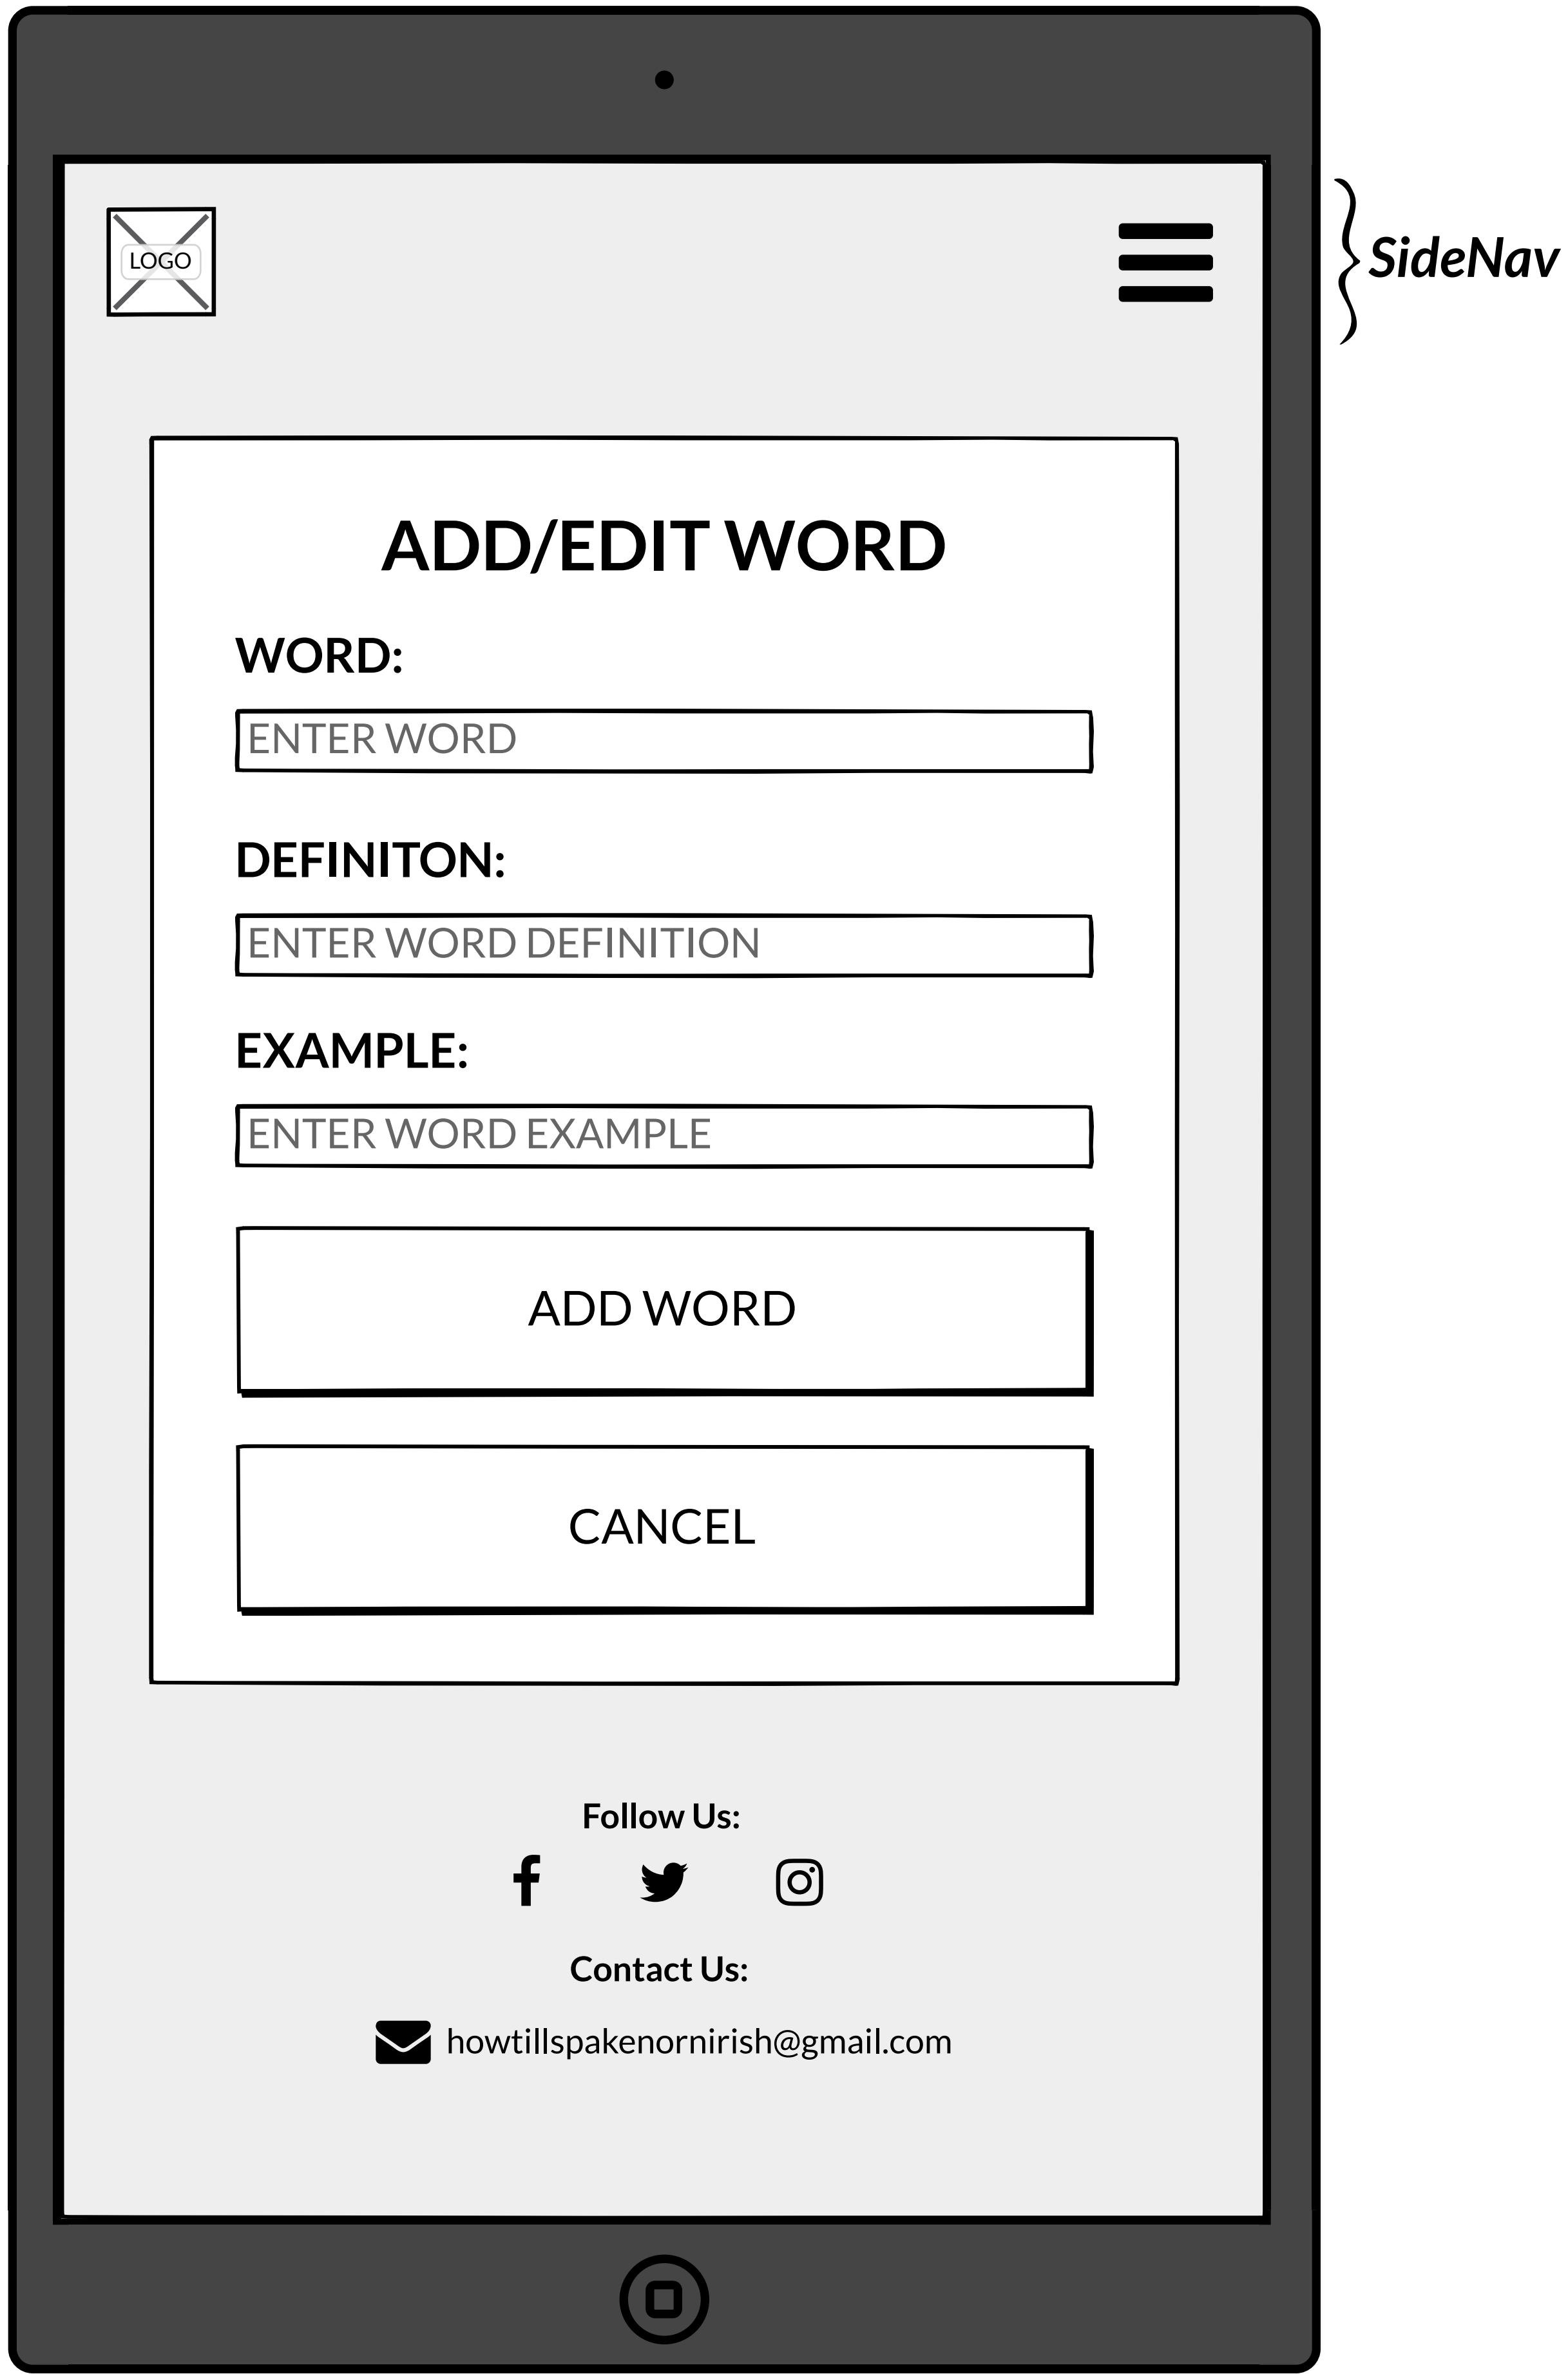 LOGO
SideNav
ADD/EDIT WORD
WORD:
ENTER WORD
DEFINITON:
ENTER WORD DEFINITION
EXAMPLE:
ENTER WORD EXAMPLE
ADD WORD
CANCEL
Follow Us:
Contact Us:
howtillspakenornirish@gmail.com